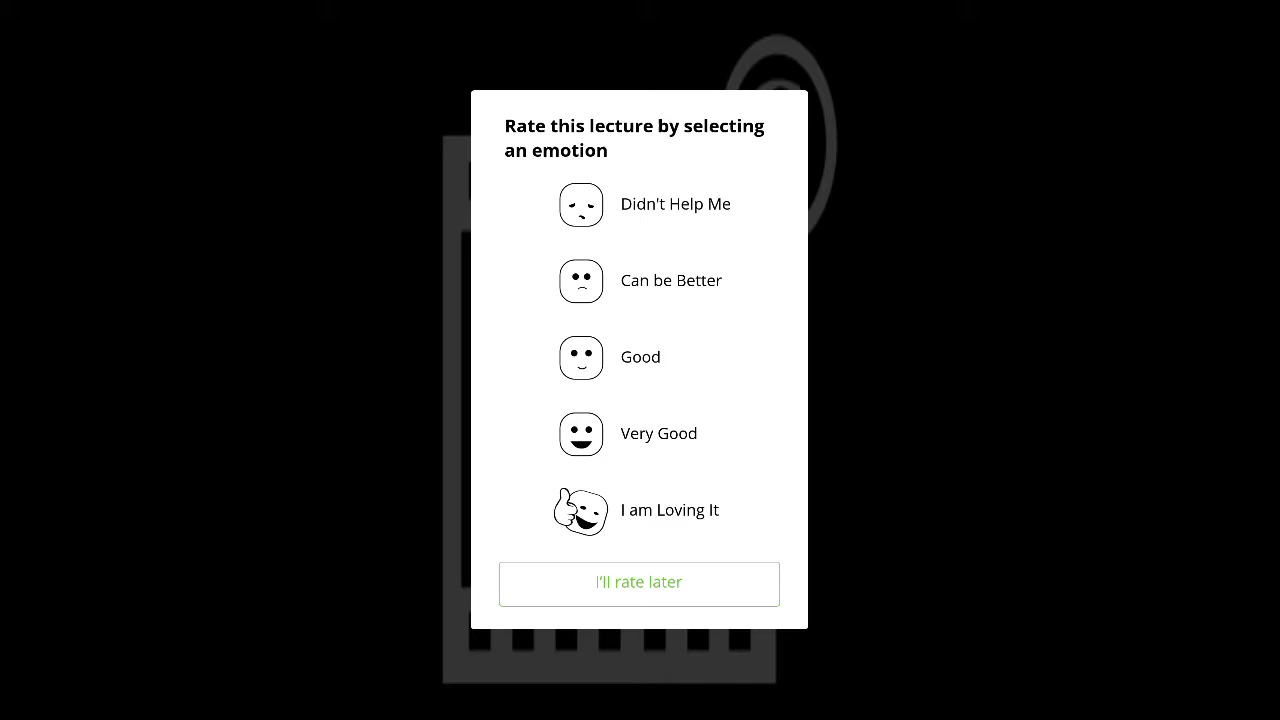 Rate this lecture by selecting
an emotion
Didn't Help Me
Can be Better
Good
Very Good
I am Loving It
I'll rate later